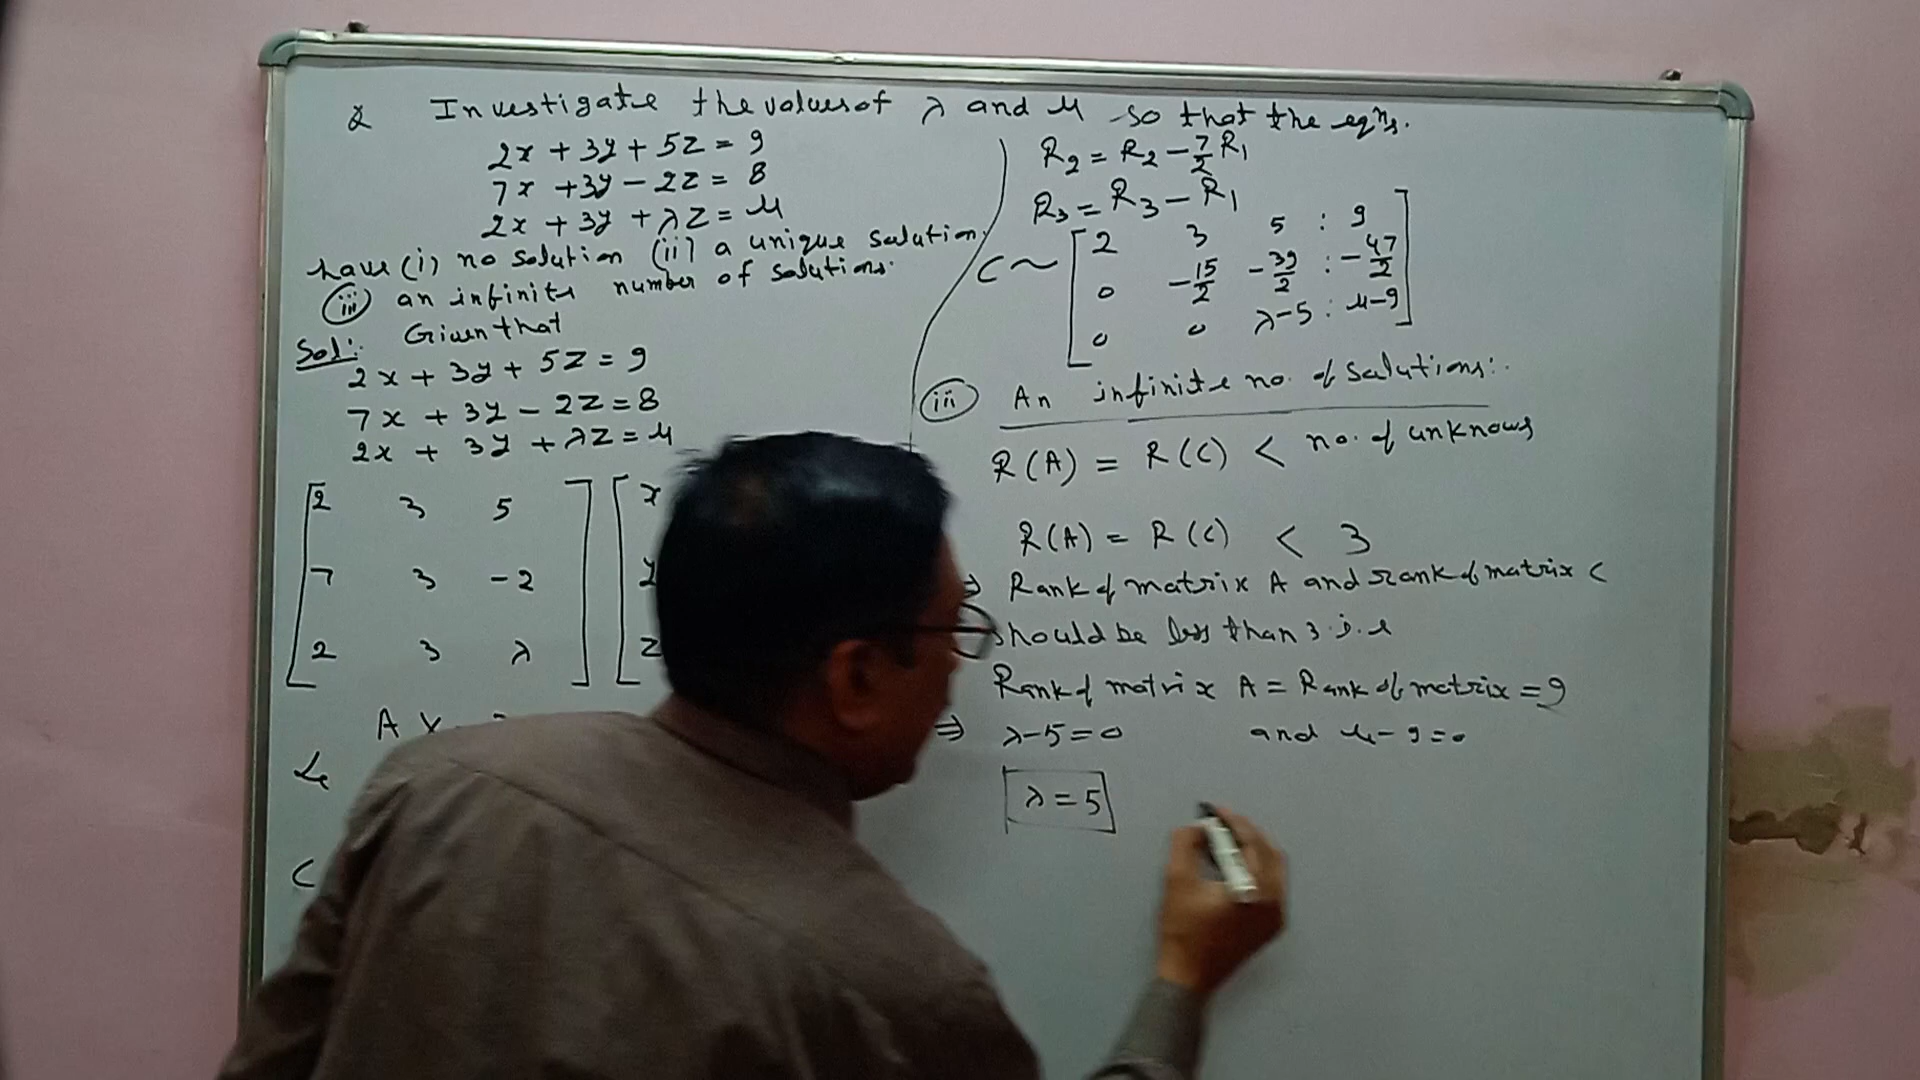 Q Investigate the values of λ and μ so that the eqⁿs.
2x + 3y + 5z = 9
7x + 3y - 2z = 8
2x + 3y + λz = μ
have (i) no solution (ii) a unique solution.
(iii) an infinite number of solutions.
Solⁿ: Given that
2x + 3y + 5z = 9
7x + 3y - 2z = 8
2x + 3y + λz = μ
[2 3 5
7 3 -2
2 3 λ] [x
y
z
A X
C
R2 = R2 - 7/2 R1
R3 = R3 - R1
C ~ [2 3 5 : 9
0 -15/2 -39/2 : -47/2
0 0 λ-5 : μ-9]
(iii) An infinite no. of solutions:.
R(A) = R(C) < no. of unknows
R(A) = R(C) < 3
⇒ Rank of matrix A and rank of matrix C
should be less than 3 i.e
Rank of matrix A = Rank of matrix = 2
⇒ λ-5=0 and μ-9=0
λ = 5